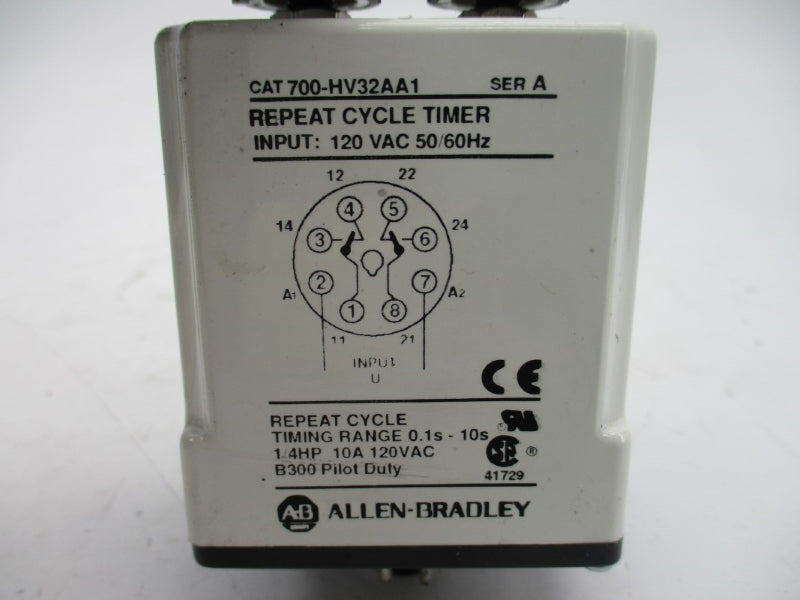 CAT 700-HV32AA1 SER A
REPEAT CYCLE TIMER
INPUT: 120 VAC 50/60Hz
12 22
4 5
14 3 6 24
2 7
A1 A2
1 8
11 21
INPUT
U
CE
REPEAT CYCLE
TIMING RANGE 0.1s - 10s
1/4HP 10A 120VAC
B300 Pilot Duty
®
41729
A-B ALLEN-BRADLEY